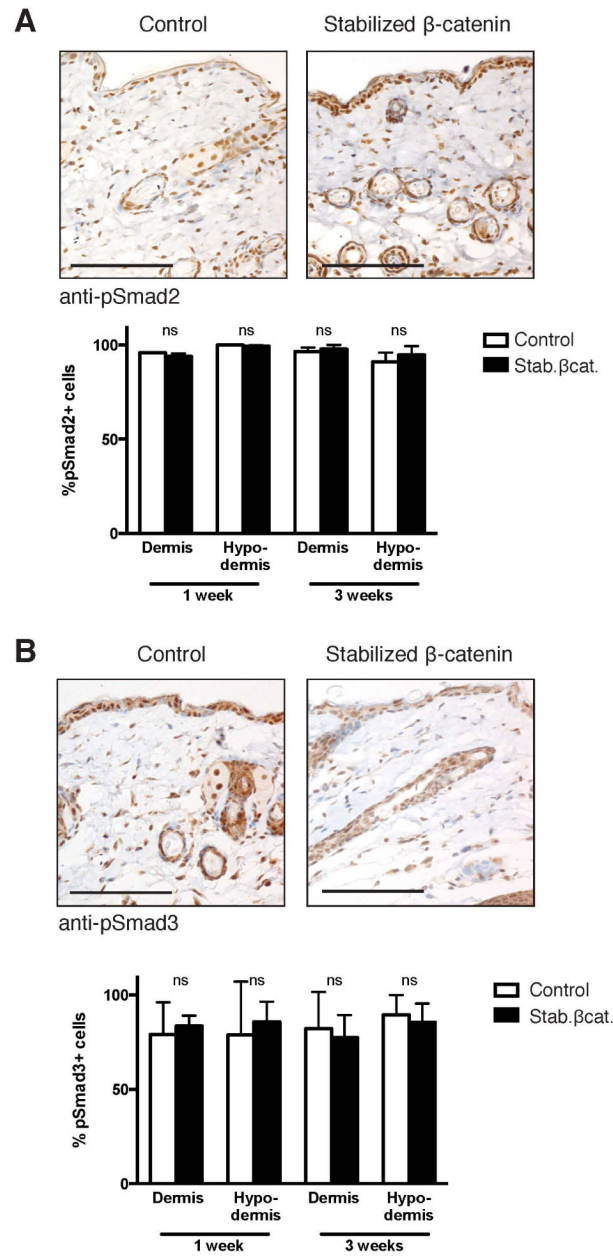 A
Control
Stabilized β-catenin
anti-pSmad2
%pSmad2+ cells
100
50
0
ns
ns
ns
ns
Control
Stab.βcat.
Dermis
Hypo-
dermis
Dermis
Hypo-
dermis
1 week
3 weeks
B
Control
Stabilized β-catenin
anti-pSmad3
% pSmad3+ cells
100
50
0
ns
ns
ns
ns
Control
Stab.βcat.
Dermis
Hypo-
dermis
Dermis
Hypo-
dermis
1 week
3 weeks